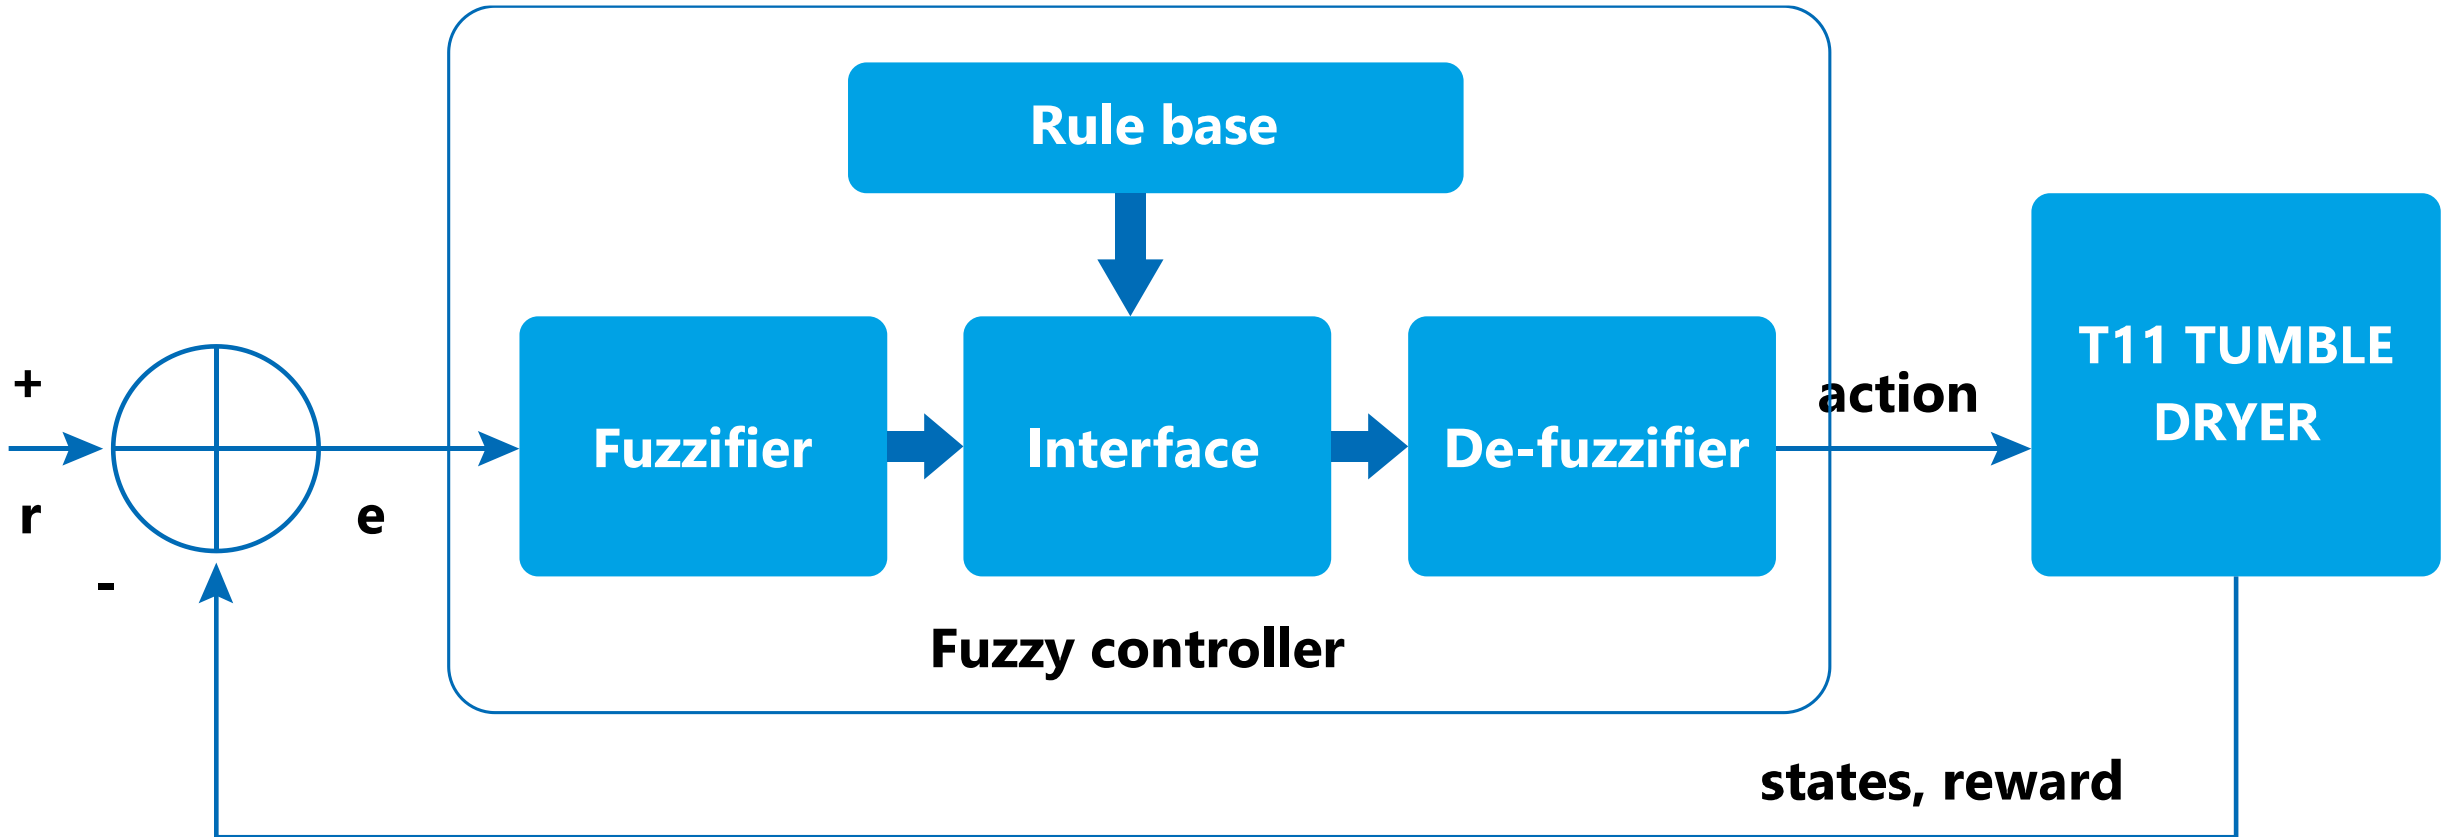 Rule base
T11 TUMBLE
DRYER
+
action
Fuzzifier
Interface
De-fuzzifier
r
e
-
Fuzzy controller
states, reward